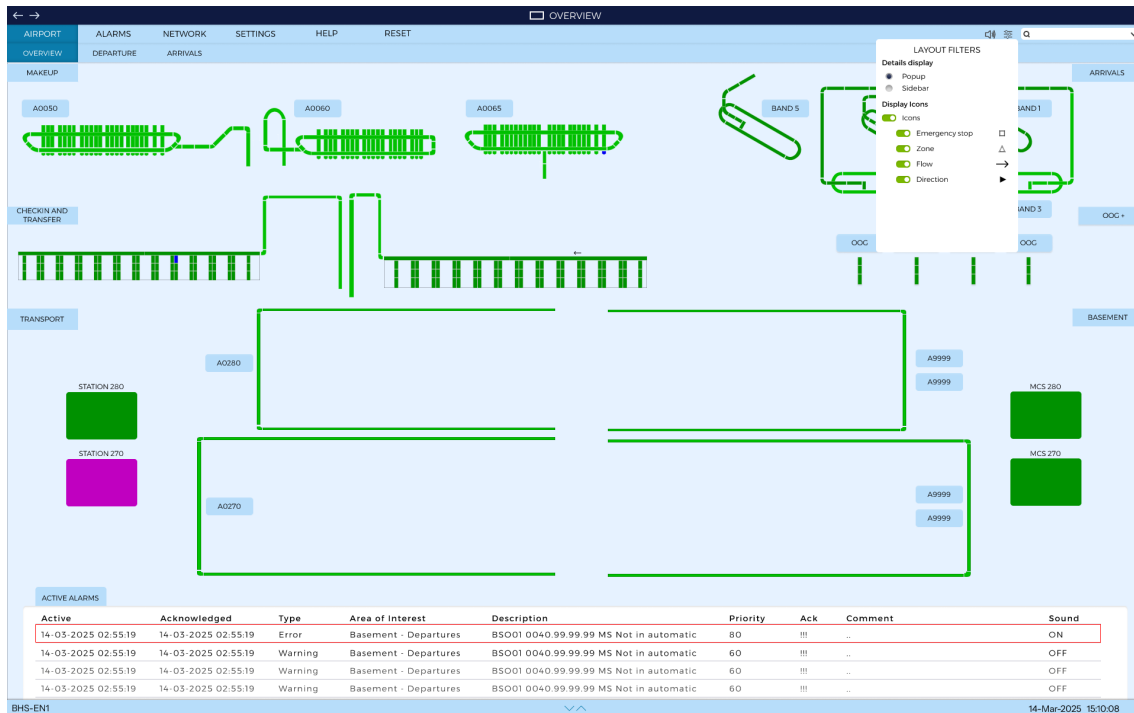 OVERVIEW
AIRPORT ALARMS NETWORK SETTINGS HELP RESET
OVERVIEW DEPARTURE ARRIVALS
LAYOUT FILTERS
Details display
Popup
Sidebar
Display Icons
Icons
Emergency stop
Zone
Flow
Direction
MAKEUP
ARRIVALS
A0050
A0060
A0065
BAND 5
BAND 1
CHECKIN AND
TRANSFER
BAND 3
OOG +
OOG
OOG
TRANSPORT
BASEMENT
A0280
A9999
A9999
STATION 280
MCS 280
STATION 270
MCS 270
A0270
A9999
A9999
ACTIVE ALARMS
Active Acknowledged Type Area of Interest Description Priority Ack Comment Sound
14-03-2025 02:55:19 14-03-2025 02:55:19 Error Basement - Departures BSO01 0040.99.99.99 MS Not in automatic 80 !!! .. ON
14-03-2025 02:55:19 14-03-2025 02:55:19 Warning Basement - Departures BSO01 0040.99.99.99 MS Not in automatic 60 !!! .. OFF
14-03-2025 02:55:19 14-03-2025 02:55:19 Warning Basement - Departures BSO01 0040.99.99.99 MS Not in automatic 60 !!! .. OFF
14-03-2025 02:55:19 14-03-2025 02:55:19 Warning Basement - Departures BSO01 0040.99.99.99 MS Not in automatic 60 !!! .. OFF
BHS-EN1
14-Mar-2025 15:10:08